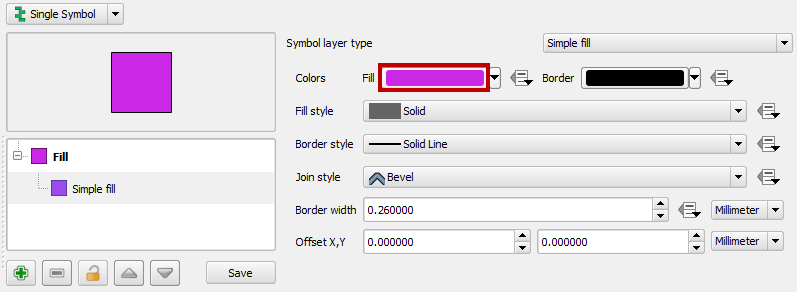 Single Symbol
Symbol layer type Simple fill
Colors Fill Border
Fill style Solid
Fill
Border style Solid Line
Simple fill
Join style Bevel
Border width 0.260000 Millimeter
Offset X,Y 0.000000 0.000000 Millimeter
Save